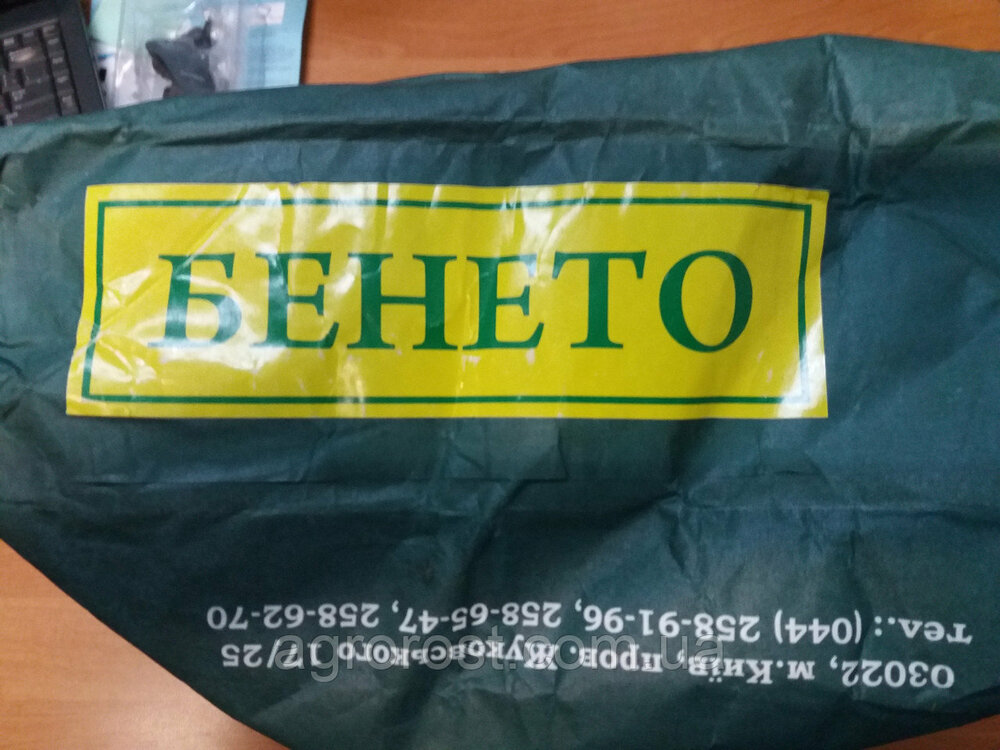 БЕНЕТО
03022, м.Київ, пров. Жуковського 17/25
тел.: (044) 258-91-96, 258-65-47, 258-62-70
agrorost.com.ua